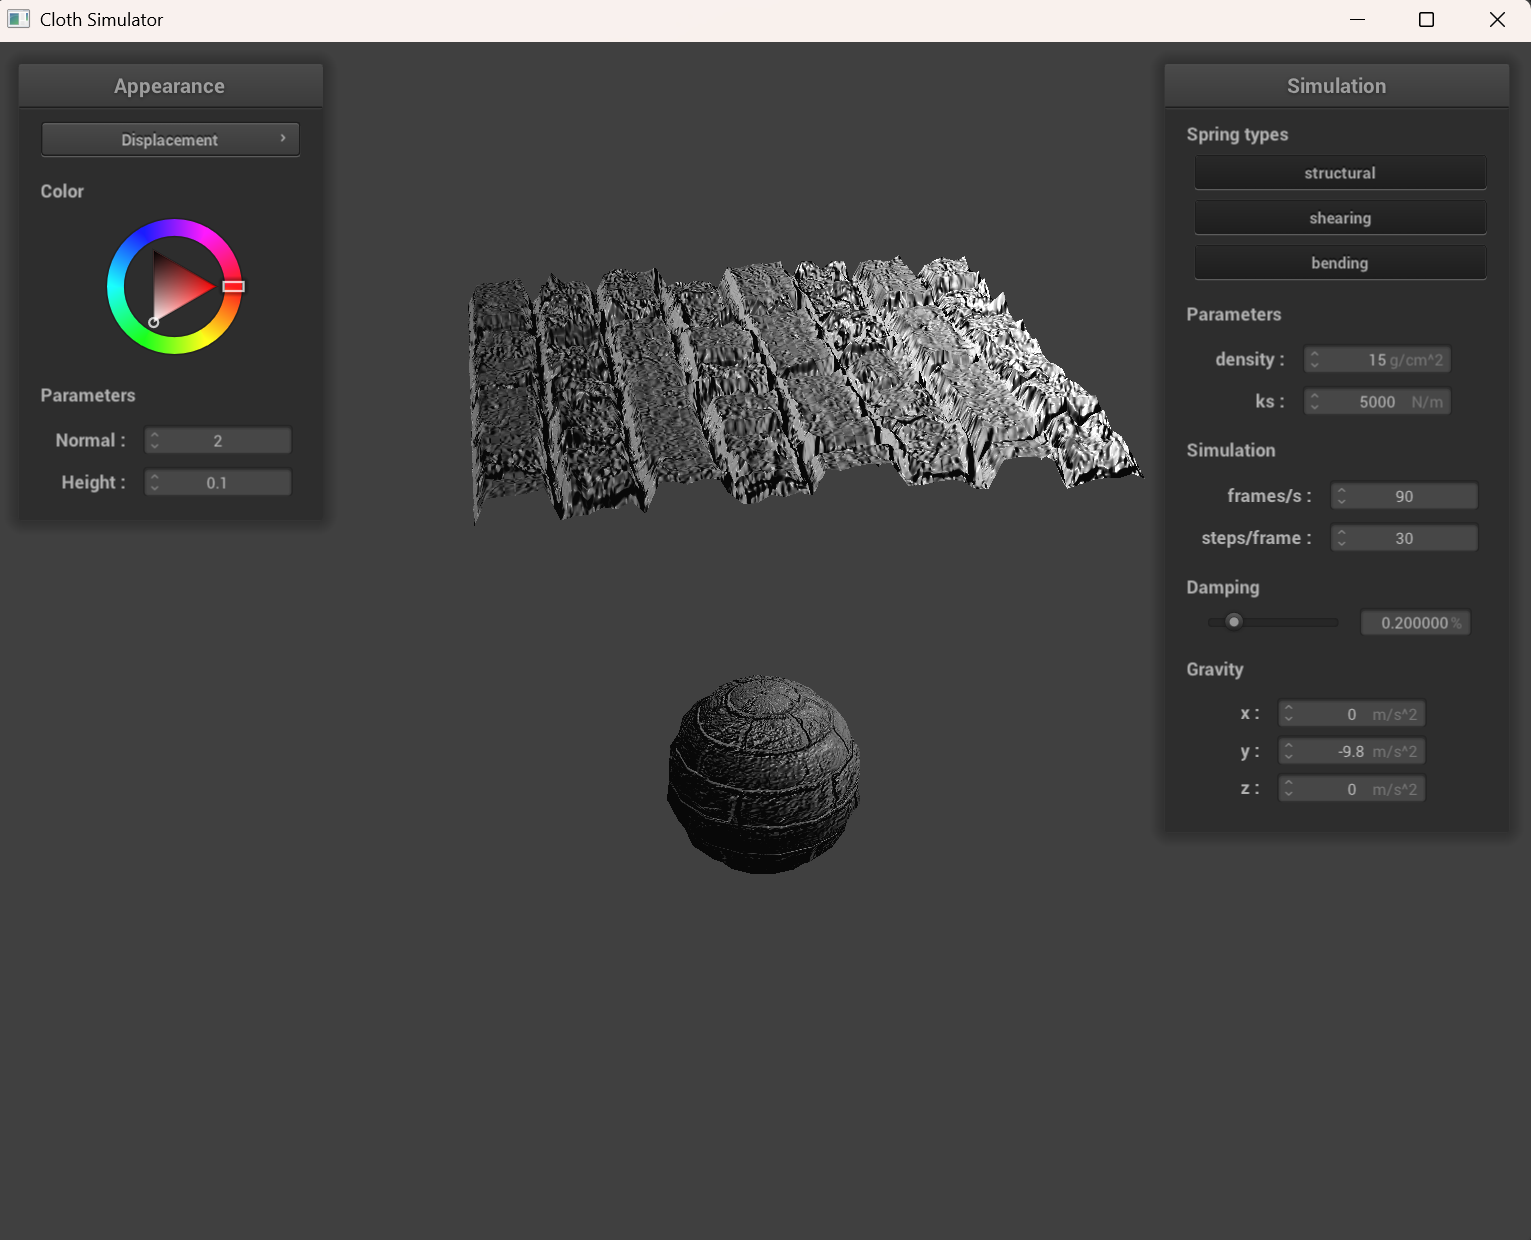 Cloth Simulator
Appearance
Displacement
Color
Parameters
Normal : 2
Height : 0.1
Simulation
Spring types
structural
shearing
bending
Parameters
density : 15 g/cm^2
ks : 5000 N/m
Simulation
frames/s : 90
steps/frame : 30
Damping
0.200000 %
Gravity
x : 0 m/s^2
y : -9.8 m/s^2
z : 0 m/s^2